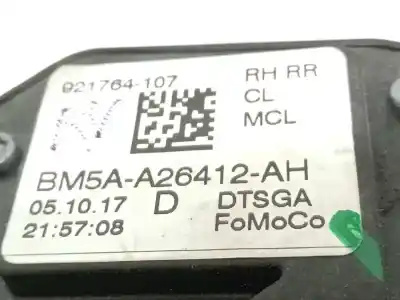 921764-107
RH RR
CL
MCL
BM5A-A26412-AH
05.10.17 D DTSGA
21:57:08 FoMoCo